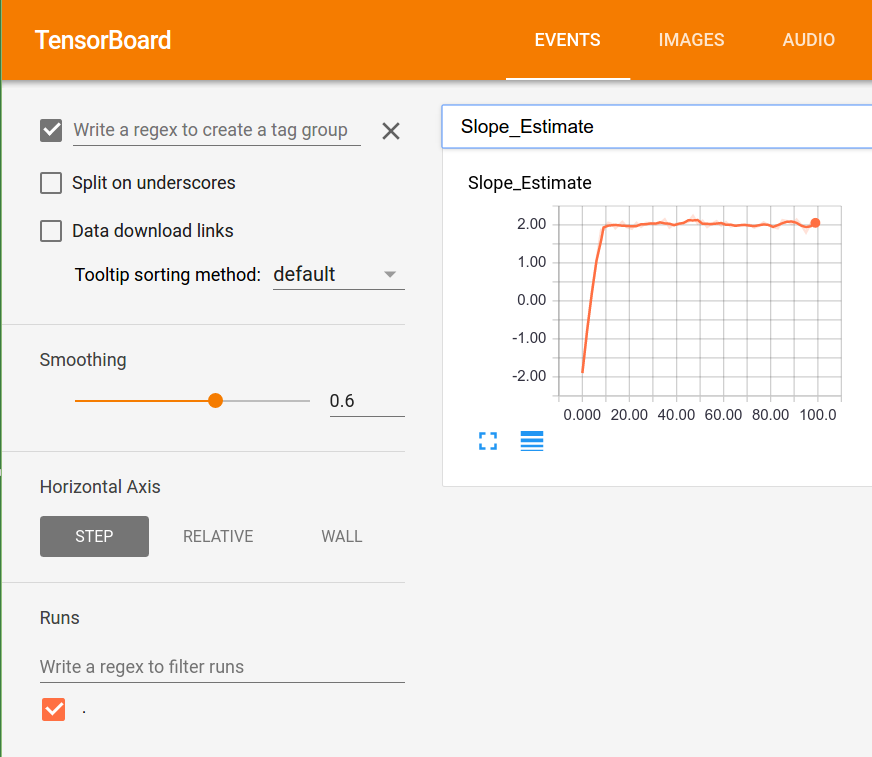 TensorBoard
EVENTS IMAGES AUDIO
Write a regex to create a tag group
Split on underscores
Data download links
Tooltip sorting method: default
Smoothing
0.6
Horizontal Axis
STEP RELATIVE WALL
Runs
Write a regex to filter runs
.
Slope_Estimate
Slope_Estimate
2.00
1.00
0.00
-1.00
-2.00
0.000 20.00 40.00 60.00 80.00 100.0